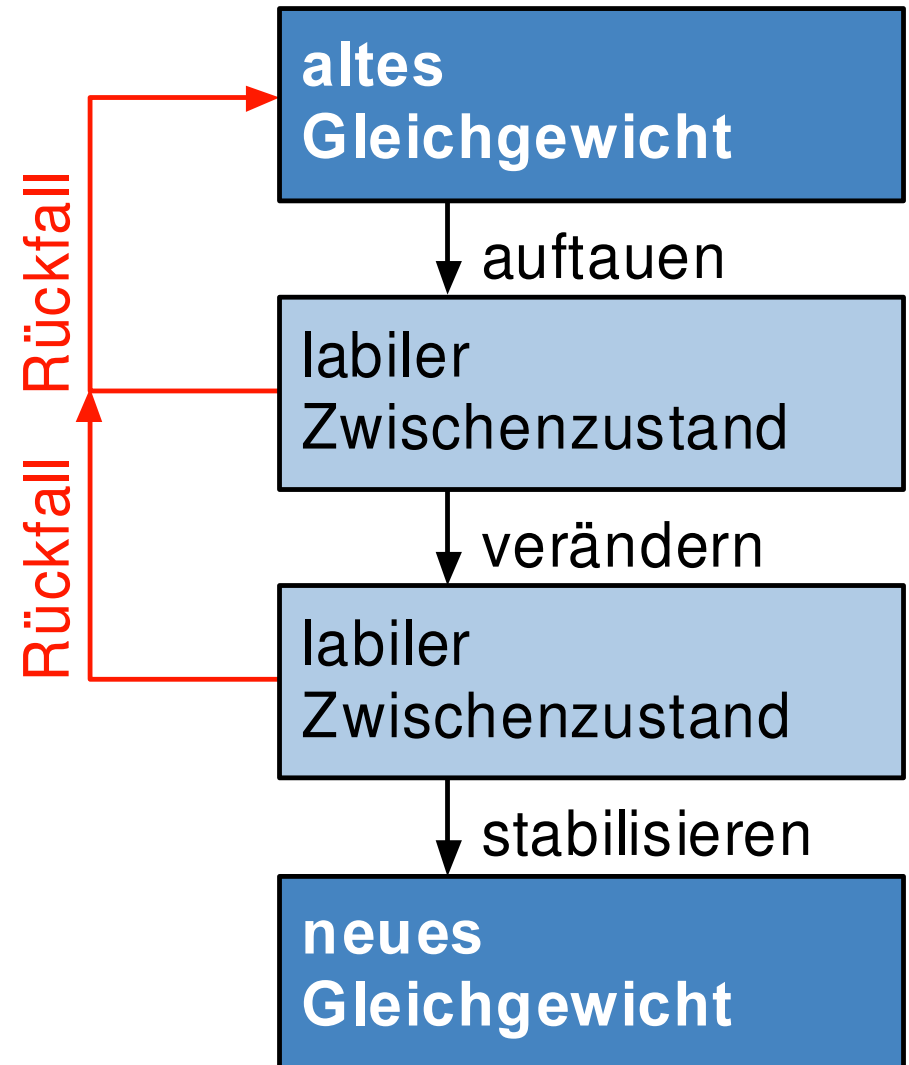 altes
Gleichgewicht
auftauen
Rückfall
labiler
Zwischenzustand
verändern
Rückfall
labiler
Zwischenzustand
stabilisieren
neues
Gleichgewicht